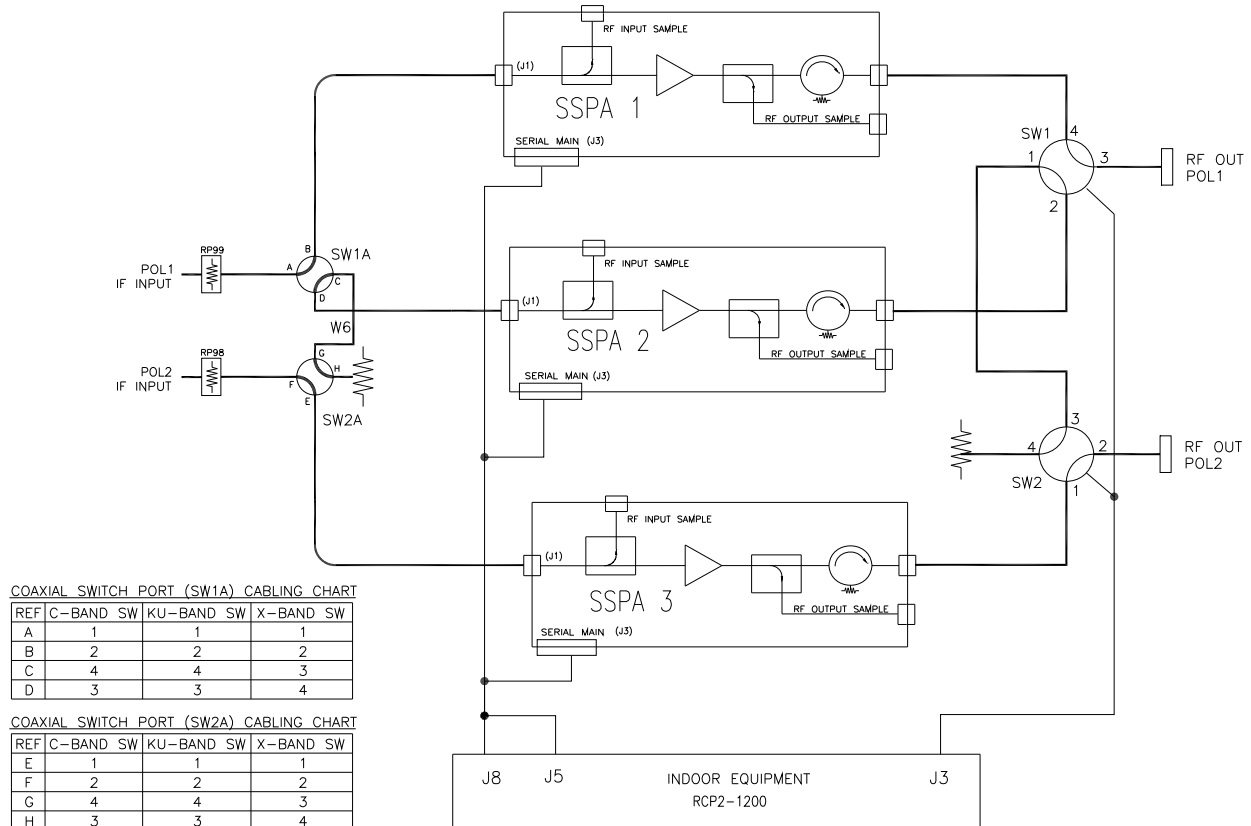 RF INPUT SAMPLE
(J1)
SSPA 1
RF OUTPUT SAMPLE
SERIAL MAIN (J3)
SW1
4
1
3
2
RF OUT
POL1
RP99
POL1
IF INPUT
B
A
C
D
SW1A
W6
RF INPUT SAMPLE
(J1)
SSPA 2
RF OUTPUT SAMPLE
SERIAL MAIN (J3)
RP98
POL2
IF INPUT
G
H
F
E
SW2A
3
4
2
1
SW2
RF OUT
POL2
RF INPUT SAMPLE
(J1)
SSPA 3
RF OUTPUT SAMPLE
SERIAL MAIN (J3)
COAXIAL SWITCH PORT (SW1A) CABLING CHART
REF C-BAND SW KU-BAND SW X-BAND SW
A 1 1 1
B 2 2 2
C 4 4 3
D 3 3 4
COAXIAL SWITCH PORT (SW2A) CABLING CHART
REF C-BAND SW KU-BAND SW X-BAND SW
E 1 1 1
F 2 2 2
G 4 4 3
H 3 3 4
J8 J5 INDOOR EQUIPMENT J3
RCP2-1200